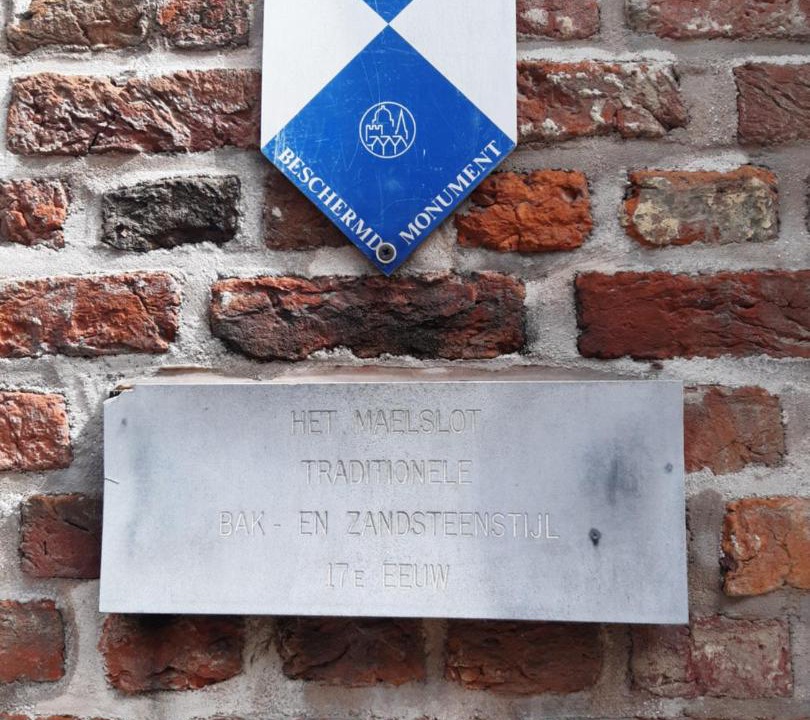 BESCHERMD MONUMENT
HET MAELSLOT
TRADITIONELE
BAK - EN ZANDSTEENSTIJL
17E EEUW